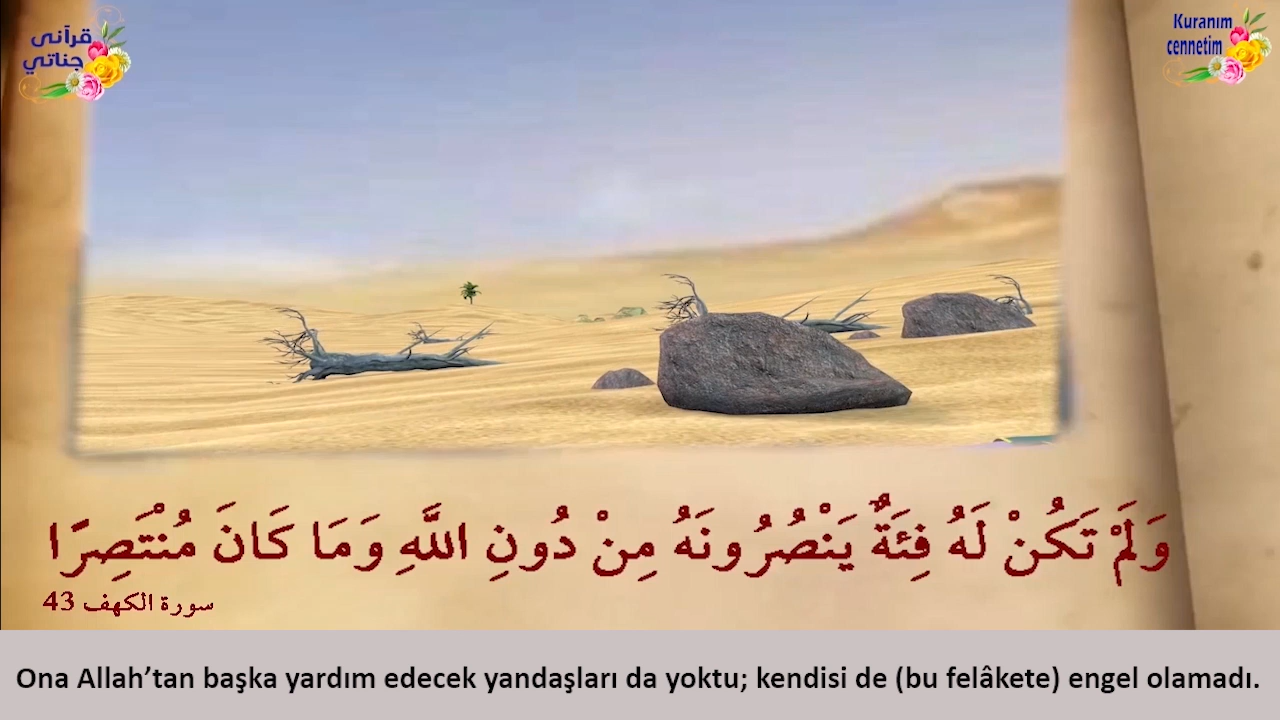 قرآنى
جناتي
Kuranım
cennetim
وَلَمْ تَكُنْ لَهُ فِئَةٌ يَنْصُرُونَهُ مِنْ دُونِ اللَّهِ وَمَا كَانَ مُنْتَصِرًا
سورة الكهف 43
Ona Allah’tan başka yardım edecek yandaşları da yoktu; kendisi de (bu felâkete) engel olamadı.